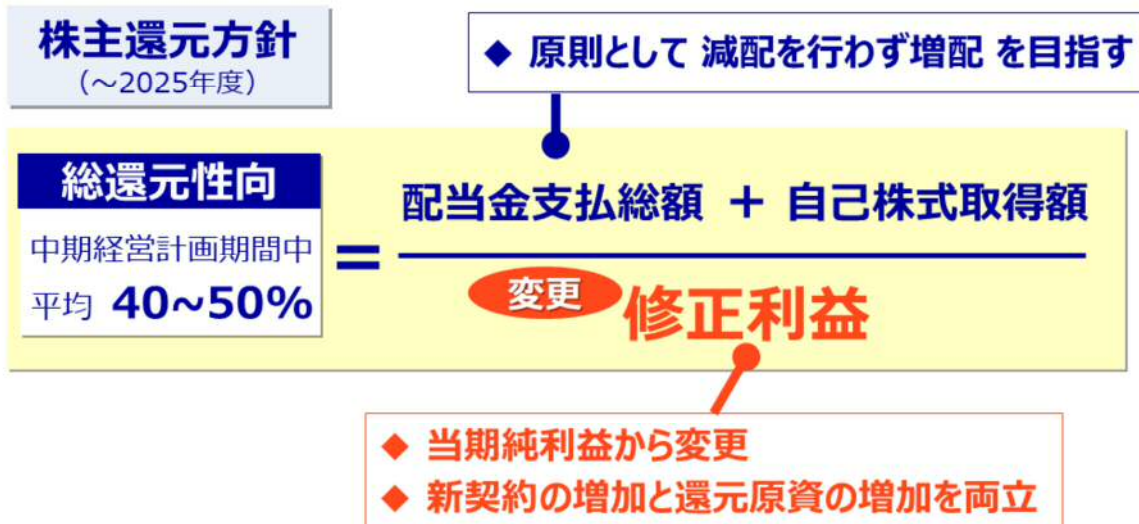 株主還元方針
(～2025年度)
◆ 原則として 減配を行わず増配 を目指す
総還元性向
中期経営計画期間中
平均 40~50%
=
配当金支払総額 + 自己株式取得額
変更
修正利益
◆ 当期純利益から変更
◆ 新契約の増加と還元原資の増加を両立